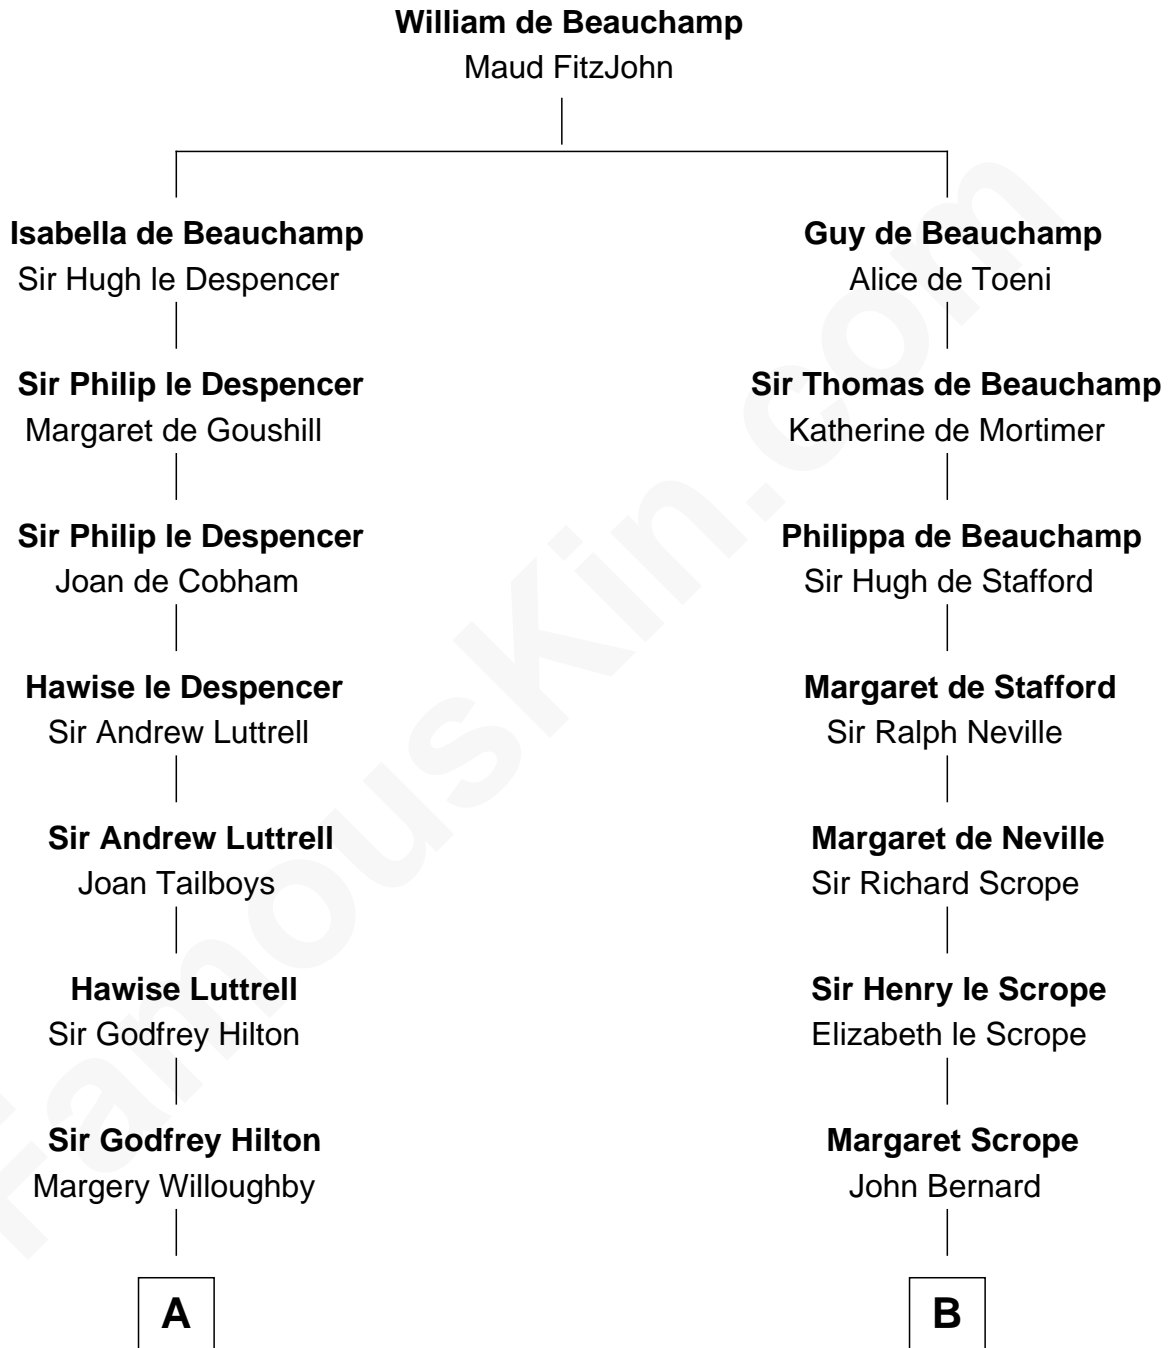 William de Beauchamp
Maud FitzJohn
Isabella de Beauchamp
Sir Hugh le Despencer
Guy de Beauchamp
Alice de Toeni
Sir Philip le Despencer
Margaret de Goushill
Sir Thomas de Beauchamp
Katherine de Mortimer
Sir Philip le Despencer
Joan de Cobham
Philippa de Beauchamp
Sir Hugh de Stafford
Hawise le Despencer
Sir Andrew Luttrell
Margaret de Stafford
Sir Ralph Neville
Sir Andrew Luttrell
Joan Tailboys
Margaret de Neville
Sir Richard Scrope
Hawise Luttrell
Sir Godfrey Hilton
Sir Henry le Scrope
Elizabeth le Scrope
Sir Godfrey Hilton
Margery Willoughby
Margaret Scrope
John Bernard
A
B
FamousKin.com